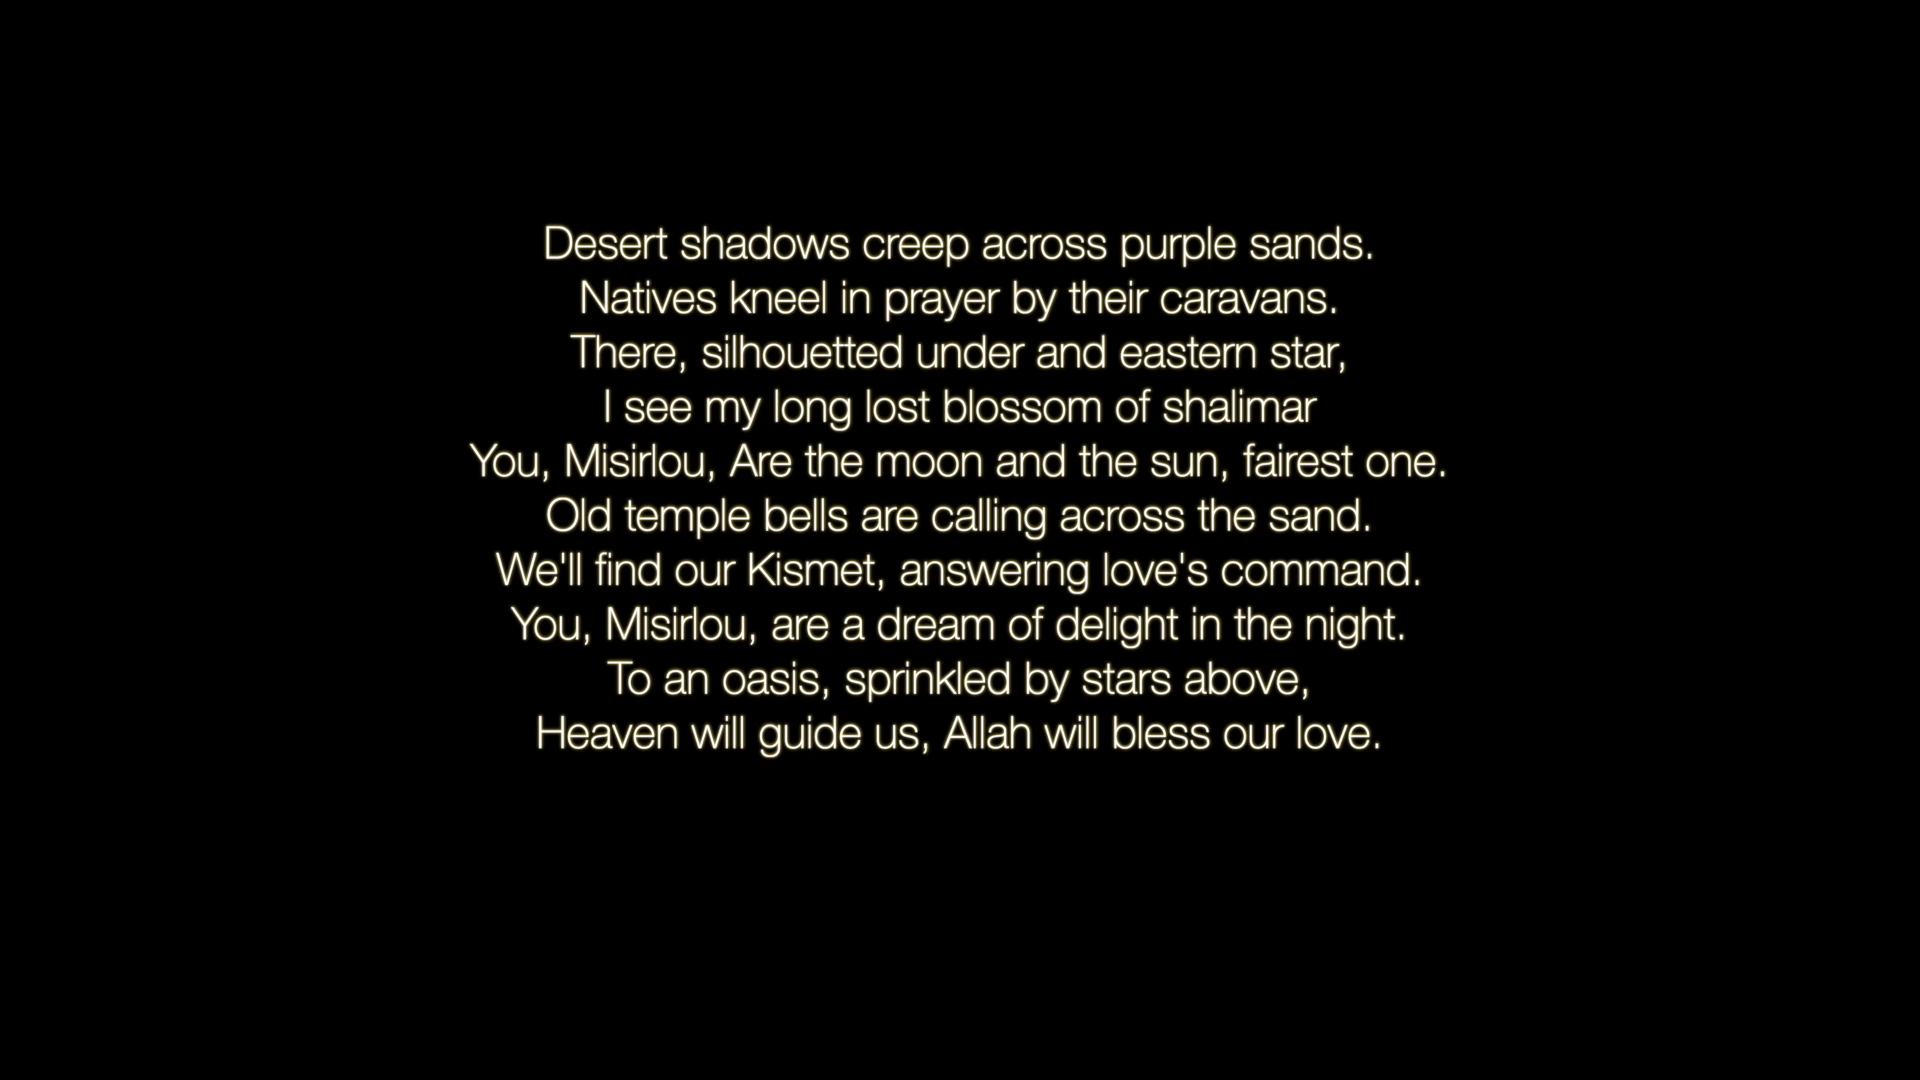 Desert shadows creep across purple sands.
Natives kneel in prayer by their caravans.
There, silhouetted under and eastern star,
I see my long lost blossom of shalimar
You, Misirlou, Are the moon and the sun, fairest one.
Old temple bells are calling across the sand.
We'll find our Kismet, answering love's command.
You, Misirlou, are a dream of delight in the night.
To an oasis, sprinkled by stars above,
Heaven will guide us, Allah will bless our love.